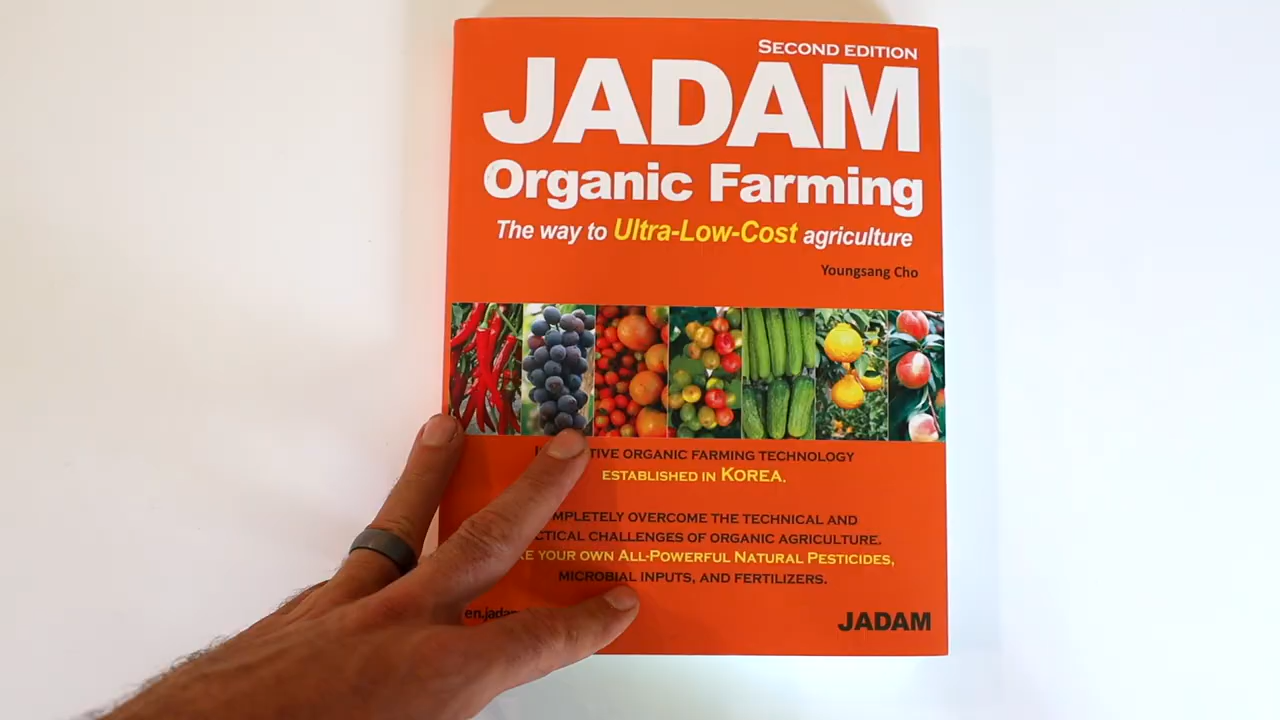 SECOND EDITION
JADAM
Organic Farming
The way to Ultra-Low-Cost agriculture
Youngsang Cho
TIVE ORGANIC FARMING TECHNOLOGY
ESTABLISHED IN KOREA.
MPLETELY OVERCOME THE TECHNICAL AND
CTICAL CHALLENGES OF ORGANIC AGRICULTURE.
KE YOUR OWN ALL-POWERFUL NATURAL PESTICIDES,
MICROBIAL INPUTS, AND FERTILIZERS.
en.jada
JADAM